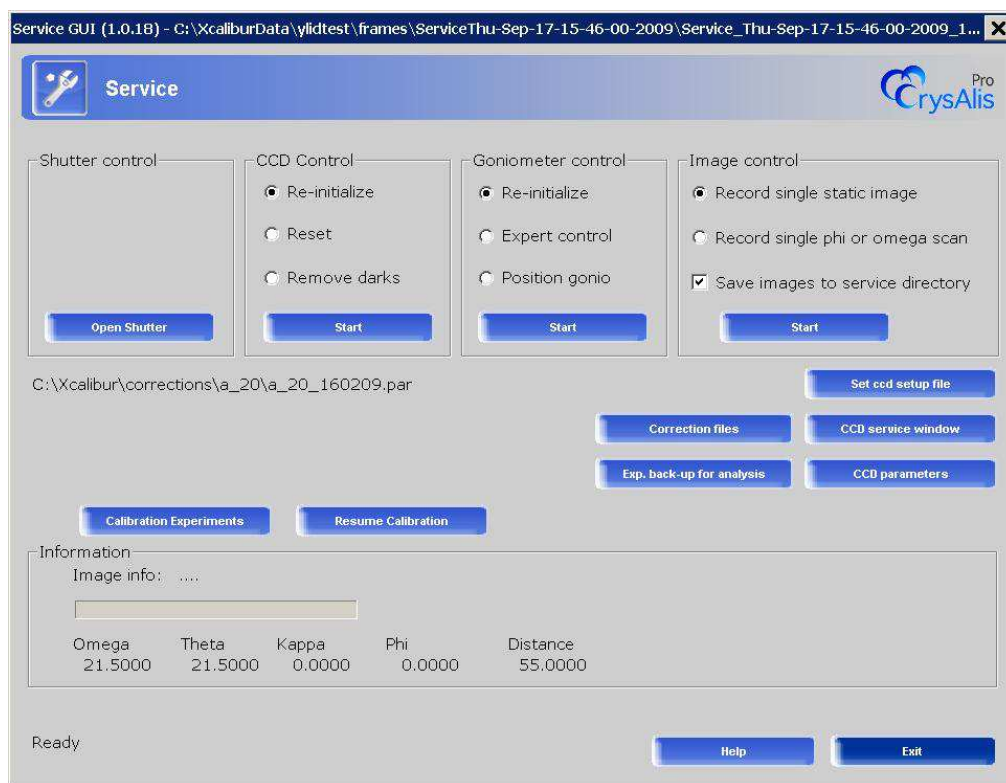 Service GUI (1.0.18) - C:\XcaliburData\ylidtest\frames\ServiceThu-Sep-17-15-46-00-2009\Service_Thu-Sep-17-15-46-00-2009_1...
Service
CrysAlis Pro
Shutter control
Open Shutter
CCD Control
Re-initialize
Reset
Remove darks
Start
Goniometer control
Re-initialize
Expert control
Position gonio
Start
Image control
Record single static image
Record single phi or omega scan
Save images to service directory
Start
C:\Xcalibur\corrections\a_20\a_20_160209.par
Set ccd setup file
Correction files
CCD service window
Exp. back-up for analysis
CCD parameters
Calibration Experiments
Resume Calibration
Information
Image info: ....
Omega Theta Kappa Phi Distance
21.5000 21.5000 0.0000 0.0000 55.0000
Ready
Help
Exit